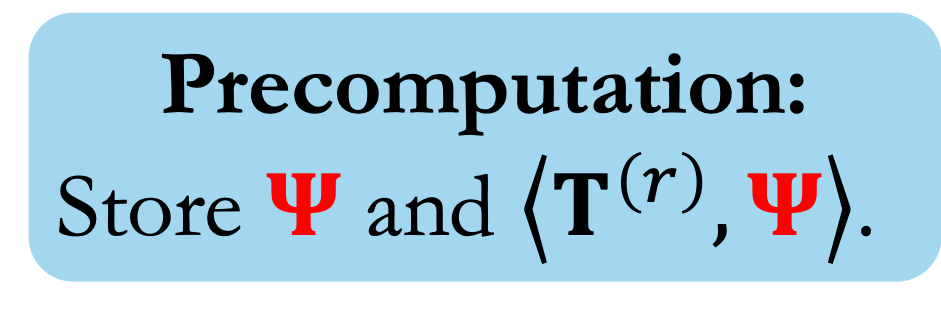 Precomputation:
Store Ψ and ⟨T⁽ʳ⁾, Ψ⟩.